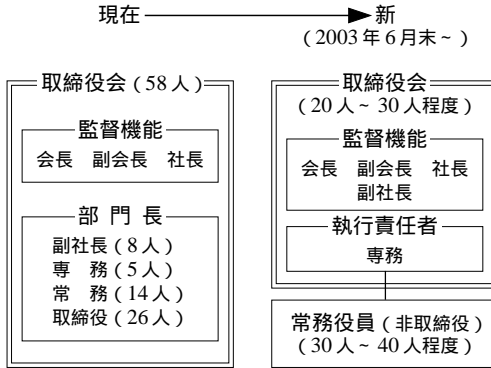 現在 新
(2003年6月末~)
取締役会(58人)
監督機能
会長 副会長 社長
部門長
副社長(8人)
専務(5人)
常務(14人)
取締役(26人)
取締役会
(20人~30人程度)
監督機能
会長 副会長 社長
副社長
執行責任者
専務
常務役員(非取締役)
(30人~40人程度)